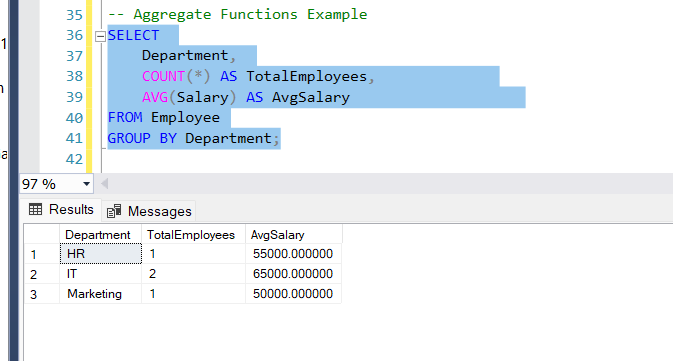 35 -- Aggregate Functions Example
36 SELECT
37 Department,
38 COUNT(*) AS TotalEmployees,
39 AVG(Salary) AS AvgSalary
40 FROM Employee
41 GROUP BY Department;
42
97 %
Results Messages
Department TotalEmployees AvgSalary
1 HR 1 55000.000000
2 IT 2 65000.000000
3 Marketing 1 50000.000000